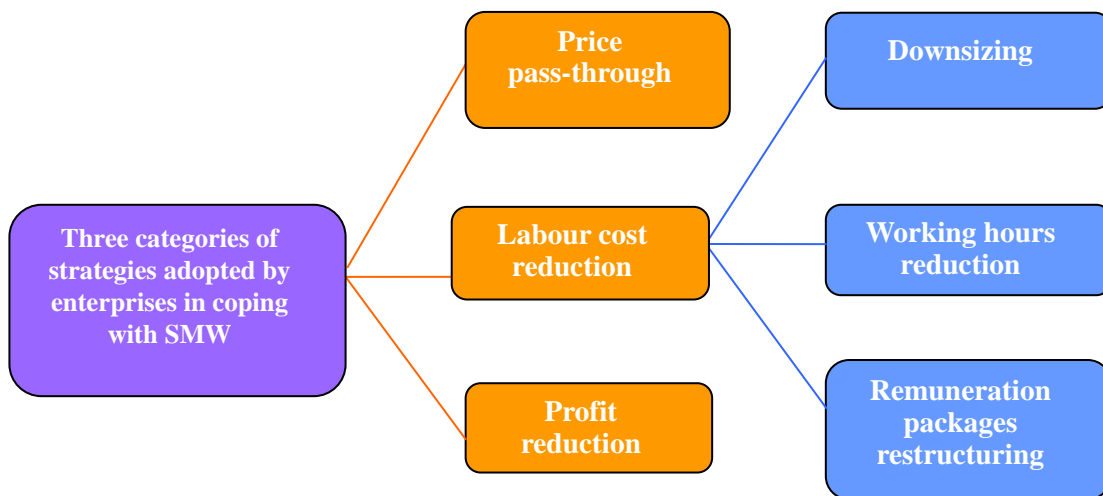 Three categories of
strategies adopted by
enterprises in coping
with SMW
Price
pass-through
Labour cost
reduction
Profit
reduction
Downsizing
Working hours
reduction
Remuneration
packages
restructuring